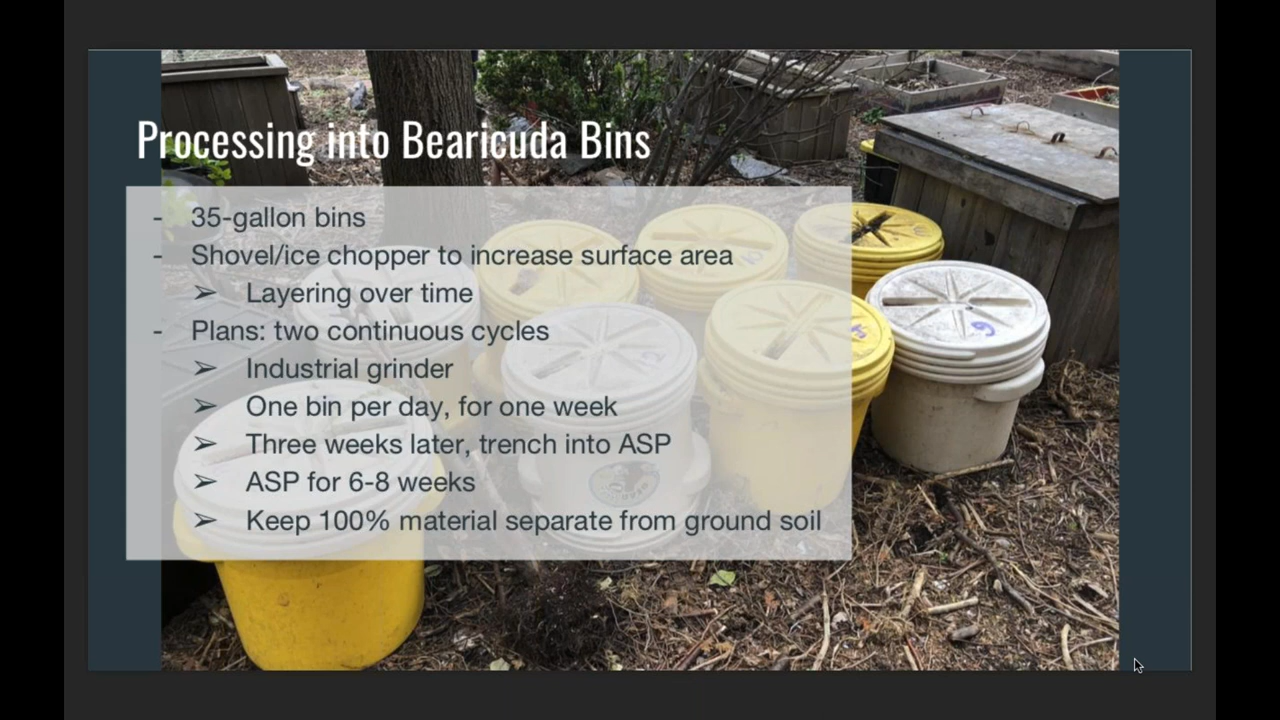 Processing into Bearicuda Bins
- 35-gallon bins
- Shovel/ice chopper to increase surface area
➢ Layering over time
- Plans: two continuous cycles
➢ Industrial grinder
➢ One bin per day, for one week
➢ Three weeks later, trench into ASP
➢ ASP for 6-8 weeks
➢ Keep 100% material separate from ground soil